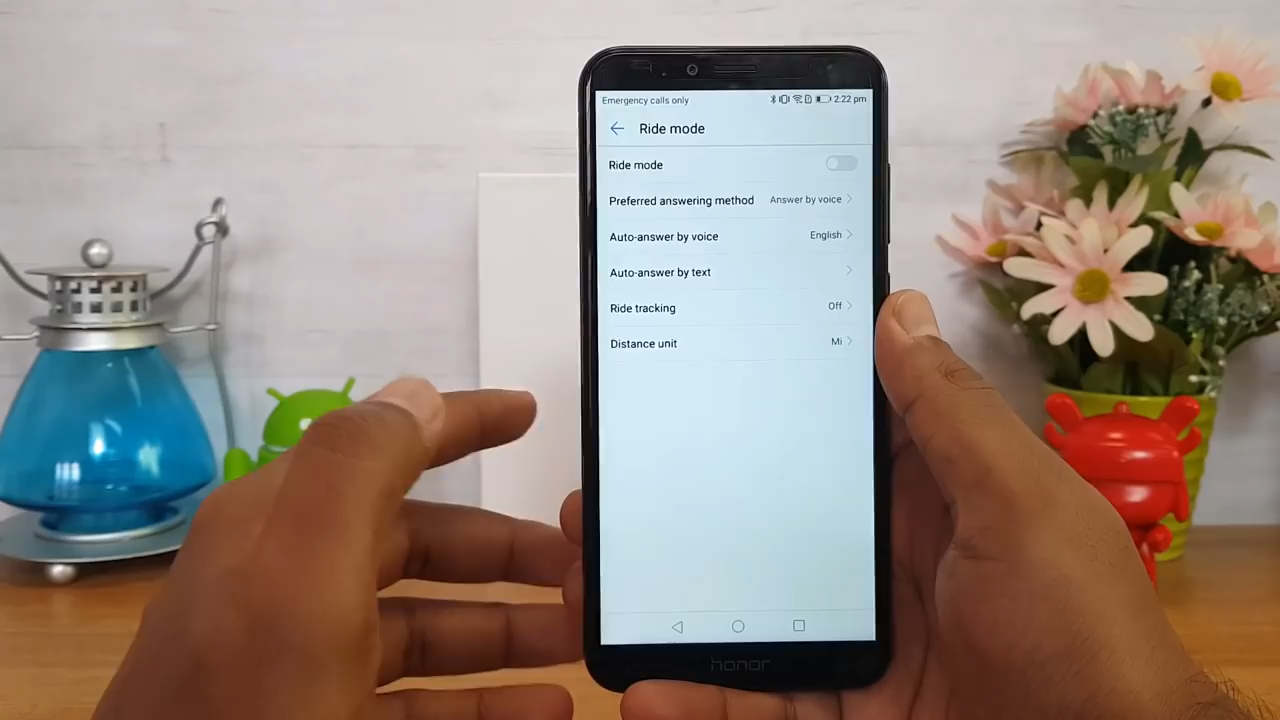 Emergency calls only 2:22 pm
Ride mode
Ride mode
Preferred answering method Answer by voice
Auto-answer by voice English
Auto-answer by text
Ride tracking Off
Distance unit Mi
honor